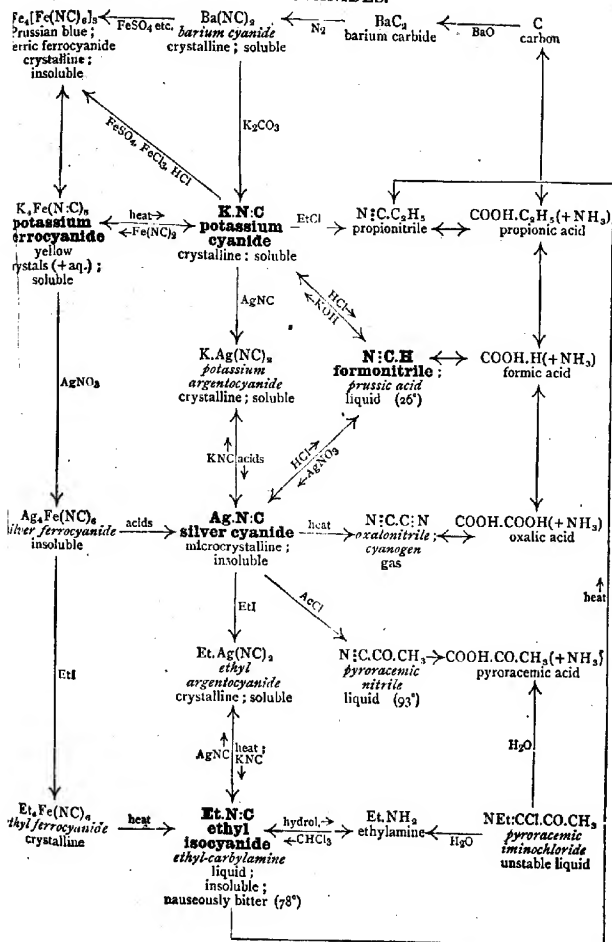 Fe₄[Fe(NC)₆]₃
FeSO₄ etc.
Ba(NC)₂
N₂
BaC₂
BaO
C
Prussian blue;
barium cyanide
barium carbide
carbon
ferric ferrocyanide
crystalline; soluble
crystalline;
insoluble
K₂CO₃
FeSO₄, FeCl₃, HCl
K₄Fe(N:C)₆
heat→
←Fe(NC)₂
K.N:C
EtCl
N⫶C.C₂H₅
COOH.C₂H₅(+NH₃)
potassium
potassium
propionitrile
propionic acid
ferrocyanide
cyanide
yellow
crystalline; soluble
crystals (+aq.);
soluble
HCl→
←KOH
AgNC
K.Ag(NC)₂
N⫶C.H
COOH.H(+NH₃)
potassium
formonitrile;
formic acid
argentocyanide
prussic acid
crystalline; soluble
liquid (26°)
AgNO₃
KNC
acids
HCl→
←AgNO₃
Ag₄Fe(NC)₆
acids
Ag.N:C
heat
N⫶C.C⫶N
COOH.COOH(+NH₃)
silver ferrocyanide
silver cyanide
oxalonitrile;
oxalic acid
insoluble
microcrystalline;
cyanogen
insoluble
gas
heat
EtI
AcCl
EtI
Et.Ag(NC)₂
N⫶C.CO.CH₃
COOH.CO.CH₃(+NH₃)
ethyl
pyroracemic
pyroracemic acid
argentocyanide
nitrile
crystalline; soluble
liquid (93°)
AgNC
heat;
KNC
H₂O
Et₄Fe(NC)₆
heat
Et.N:C
hydrol.→
←CHCl₃
Et.NH₂
H₂O
NEt:CCl.CO.CH₃
ethyl ferrocyanide
ethyl
ethylamine
pyroracemic
crystalline
isocyanide
iminochloride
ethyl-carbylamine
unstable liquid
liquid;
insoluble;
nauseously bitter (78°)